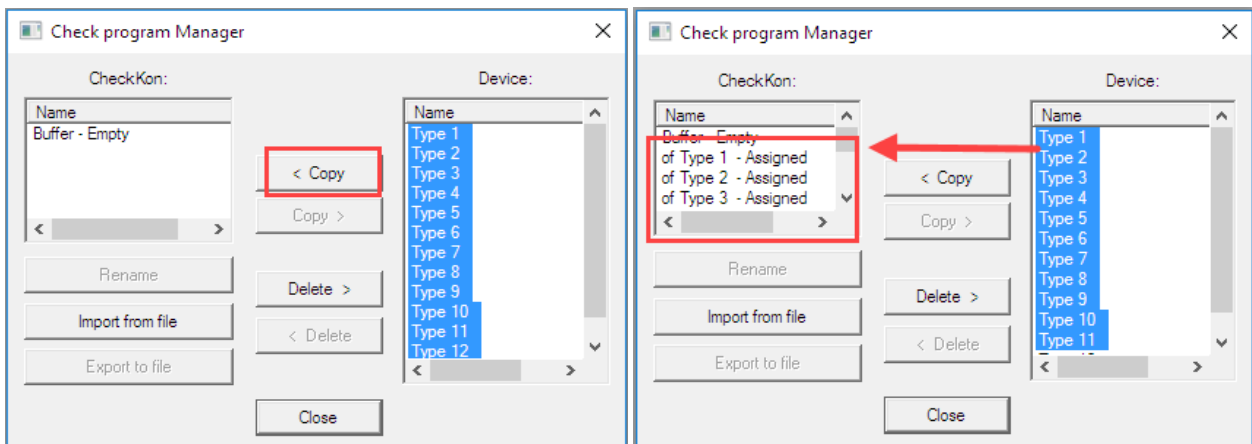 Check program Manager
CheckKon:
Device:
Name
Buffer - Empty
< Copy
Copy >
Rename
Import from file
Export to file
Delete >
< Delete
Close
Name
Type 1
Type 2
Type 3
Type 4
Type 5
Type 6
Type 7
Type 8
Type 9
Type 10
Type 11
Type 12
Check program Manager
CheckKon:
Device:
Name
Buffer - Empty
of Type 1 - Assigned
of Type 2 - Assigned
of Type 3 - Assigned
< Copy
Copy >
Rename
Import from file
Export to file
Delete >
< Delete
Close
Name
Type 1
Type 2
Type 3
Type 4
Type 5
Type 6
Type 7
Type 8
Type 9
Type 10
Type 11